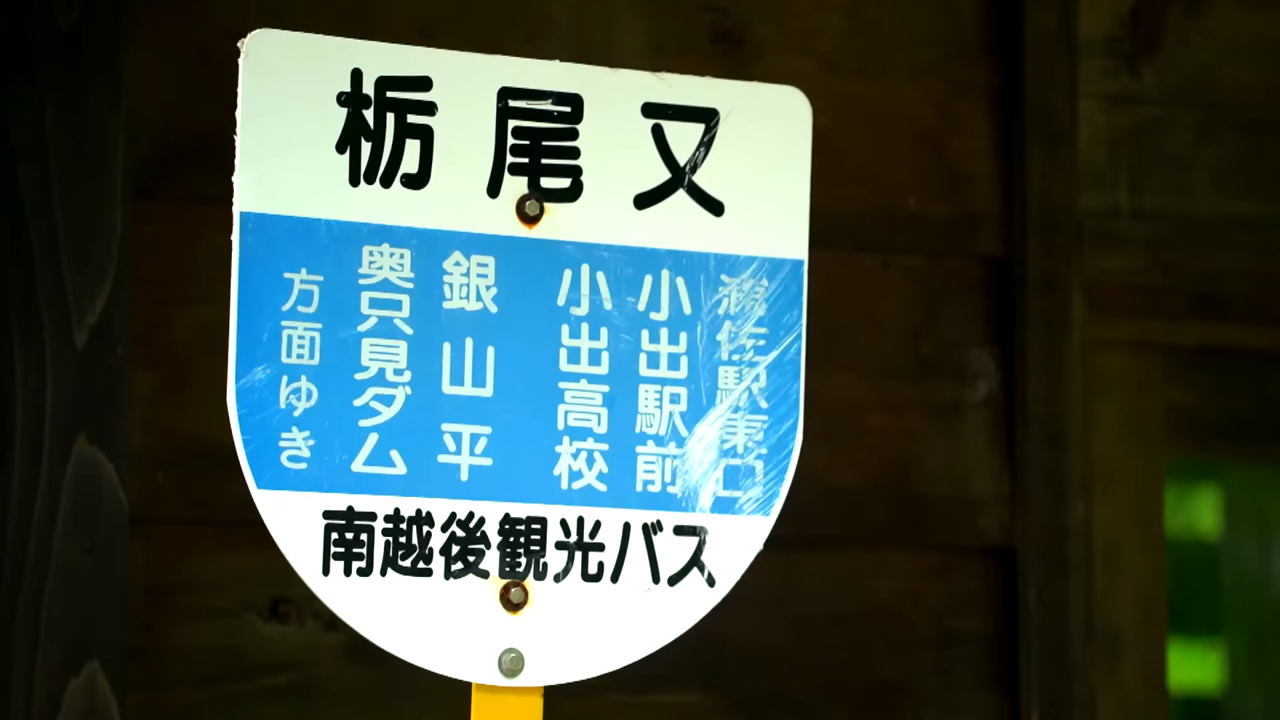 栃尾又
浦佐駅東口
小出駅前
小出高校
銀山平
奥只見ダム
方面ゆき
南越後観光バス